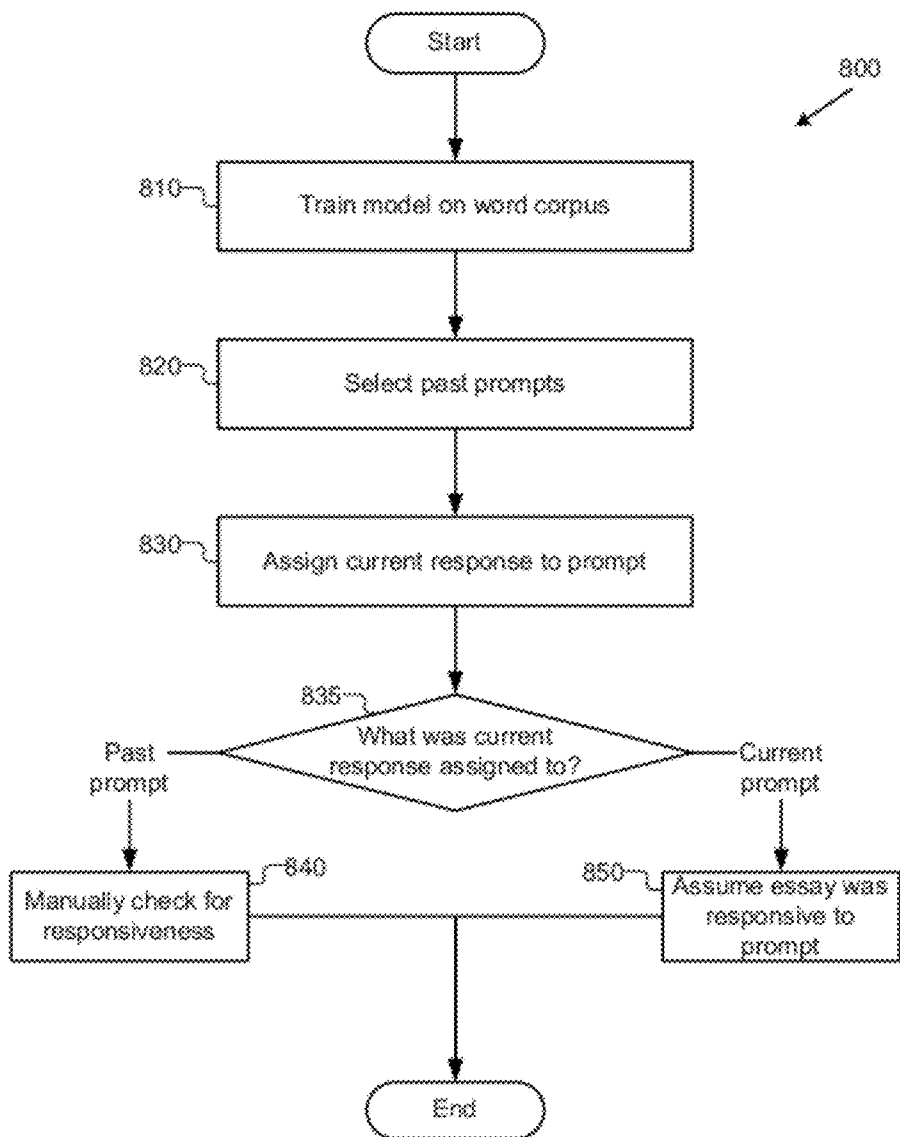 Start
800
810
Train model on word corpus
820
Select past prompts
830
Assign current response to prompt
835
What was current
response assigned to?
Past
prompt
Current
prompt
840
Manually check for
responsiveness
850
Assume essay was
responsive to
prompt
End